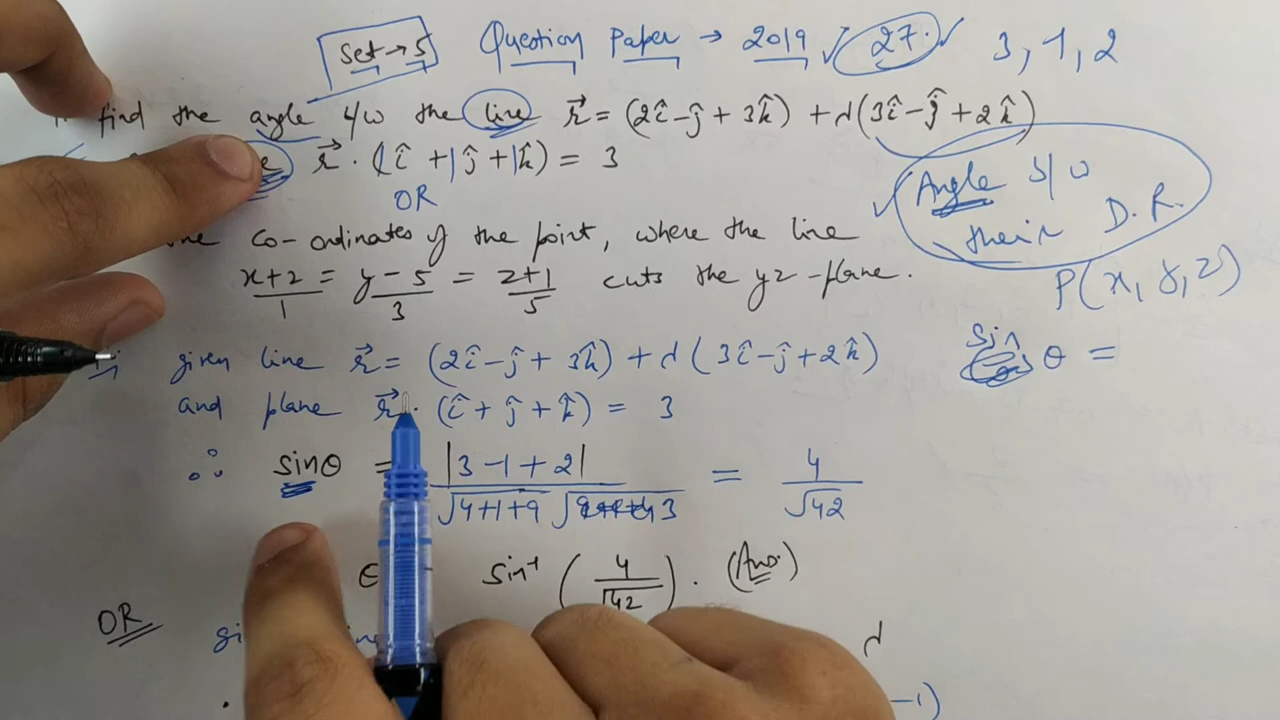 Set → 5 Question Paper → 2019 27. 3, 1, 2
find the angle b/w the line r⃗ = (2î - ĵ + 3k̂) + λ(3î - ĵ + 2k̂)
r⃗ · (1î + 1ĵ + 1k̂) = 3
Angle b/w
their D.R.
OR
co-ordinates of the point, where the line
x+2/1 = y-5/3 = z+1/5 cuts the yz-plane.
P(x, y, z)
given line r⃗ = (2î - ĵ + 3k̂) + λ(3î - ĵ + 2k̂)
sin θ =
and plane r⃗ · (î + ĵ + k̂) = 3
∴ sinθ = |3-1+2| / √4+1+9 √3 = 4/√42
sin⁻¹ (4/√42). (Ans.)
OR
λ
-1)